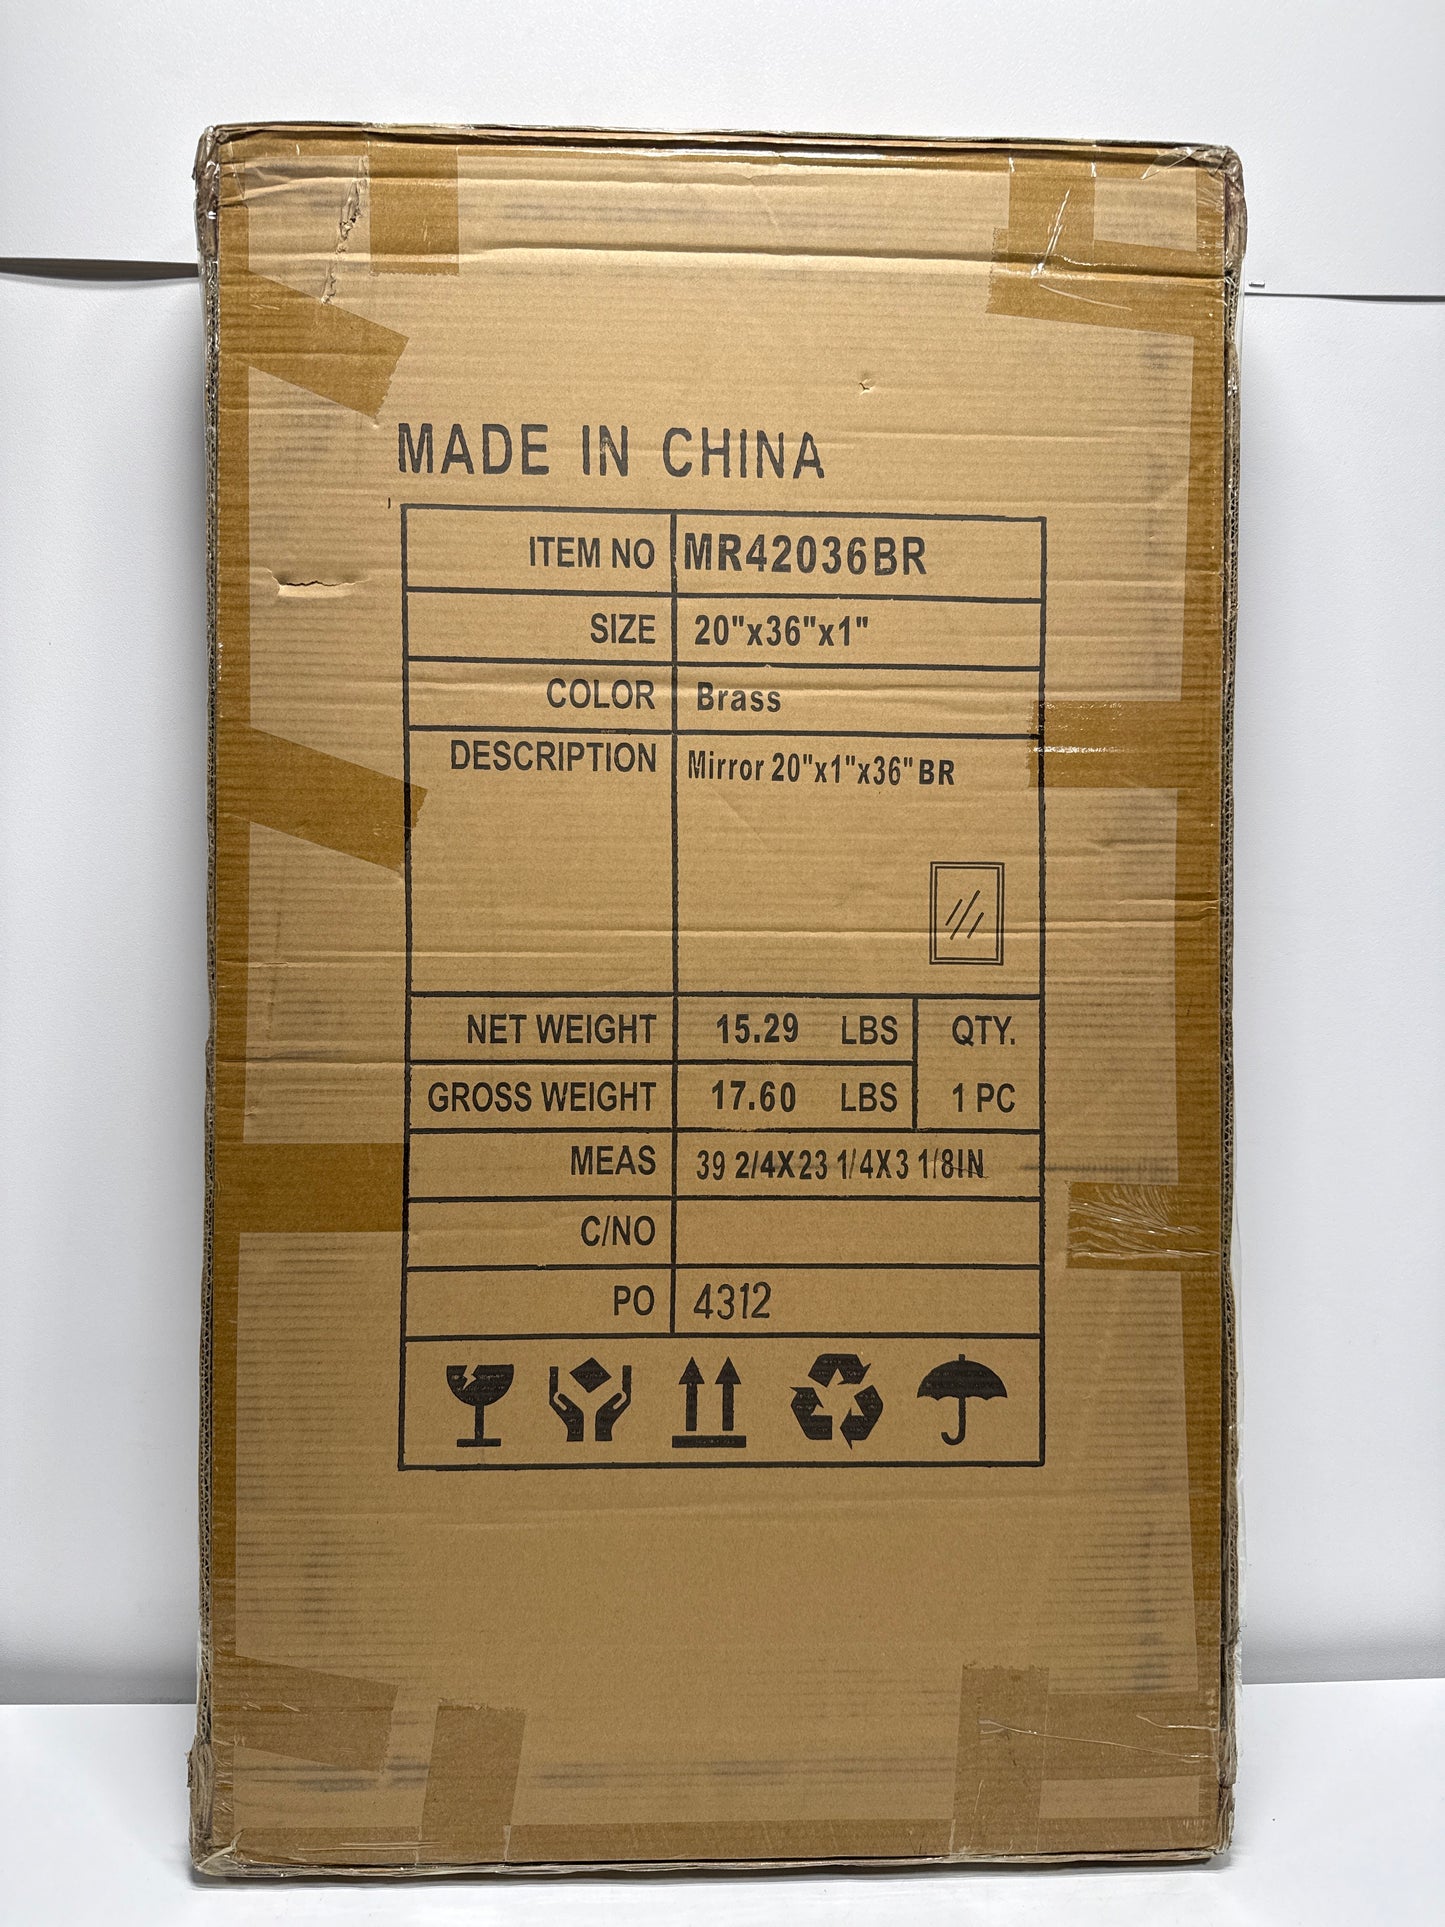 MADE IN CHINA
ITEM NO MR42036BR
SIZE 20"x36"x1"
COLOR Brass
DESCRIPTION Mirror 20"x1"x36" BR
NET WEIGHT 15.29 LBS QTY.
GROSS WEIGHT 17.60 LBS 1 PC
MEAS 39 2/4X23 1/4X3 1/8IN
C/NO
PO 4312